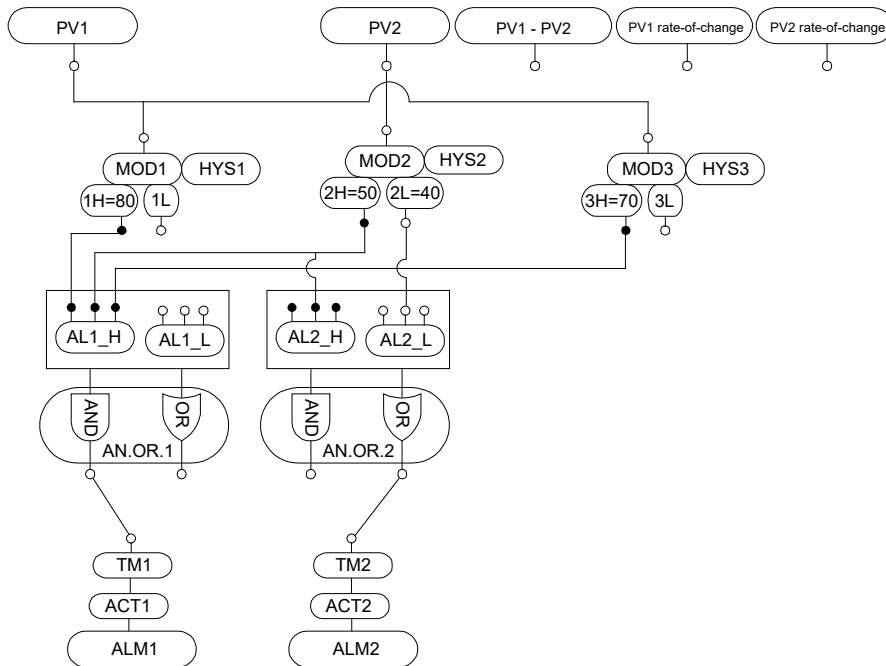 PV1
PV2
PV1 - PV2
PV1 rate-of-change
PV2 rate-of-change
MOD1
HYS1
MOD2
HYS2
MOD3
HYS3
1H=80
1L
2H=50
2L=40
3H=70
3L
AL1_H
AL1_L
AL2_H
AL2_L
AND
OR
AND
OR
AN.OR.1
AN.OR.2
TM1
TM2
ACT1
ACT2
ALM1
ALM2